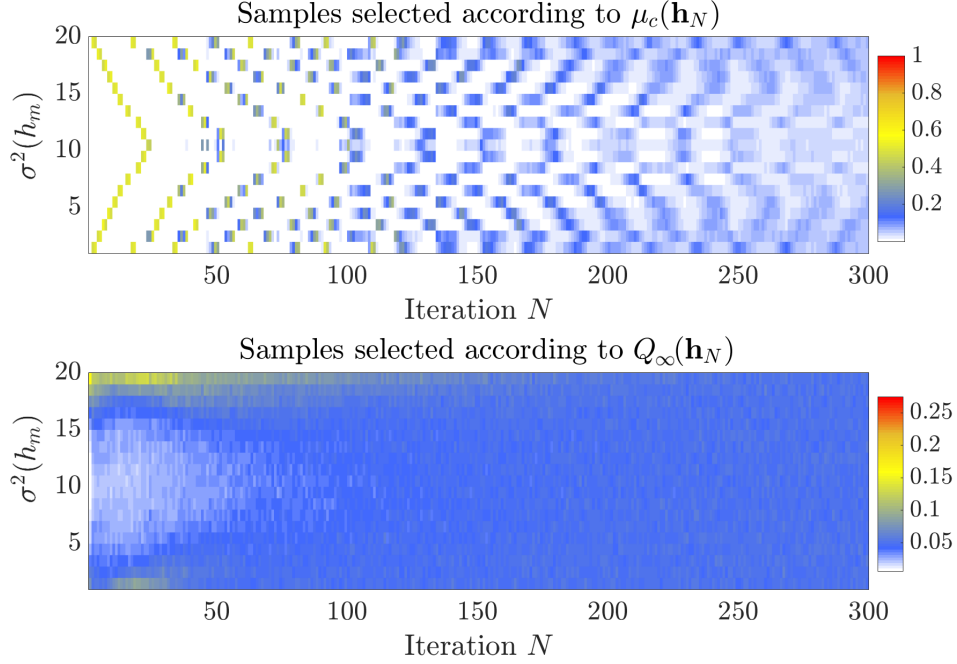 Samples selected according to μ_c(𝐡_N)
σ²(h_m)
20
15
10
5
1
0.8
0.6
0.4
0.2
50 100 150 200 250 300
Iteration N
Samples selected according to Q_∞(𝐡_N)
σ²(h_m)
20
15
10
5
0.25
0.2
0.15
0.1
0.05
50 100 150 200 250 300
Iteration N